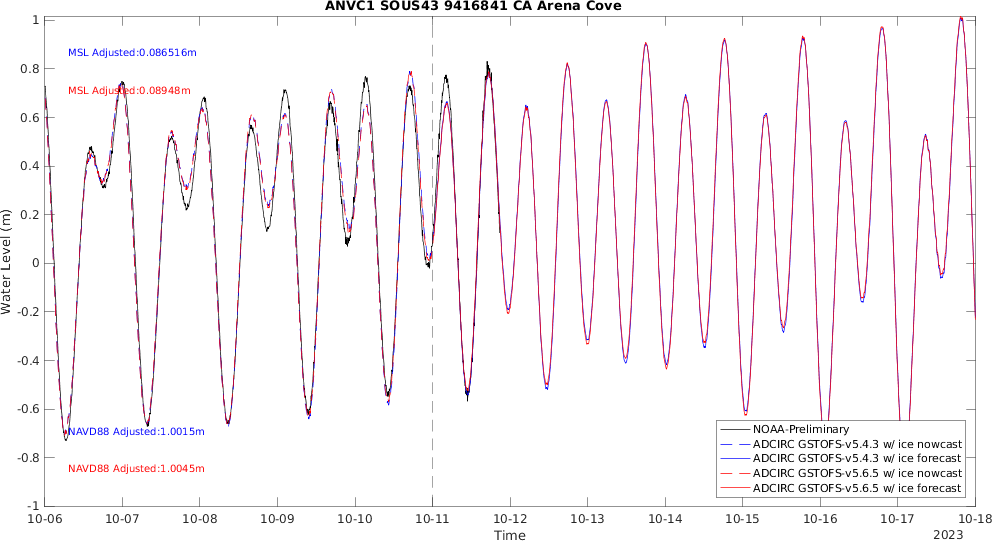 ANVC1 SOUS43 9416841 CA Arena Cove
MSL Adjusted:0.086516m
MSL Adjusted:0.08948m
NAVD88 Adjusted:1.0015m
NAVD88 Adjusted:1.0045m
Water Level (m)
1
0.8
0.6
0.4
0.2
0
-0.2
-0.4
-0.6
-0.8
-1
NOAA-Preliminary
ADCIRC GSTOFS-v5.4.3 w/ ice nowcast
ADCIRC GSTOFS-v5.4.3 w/ ice forecast
ADCIRC GSTOFS-v5.6.5 w/ ice nowcast
ADCIRC GSTOFS-v5.6.5 w/ ice forecast
10-06 10-07 10-08 10-09 10-10 10-11 10-12 10-13 10-14 10-15 10-16 10-17 10-18
Time
2023